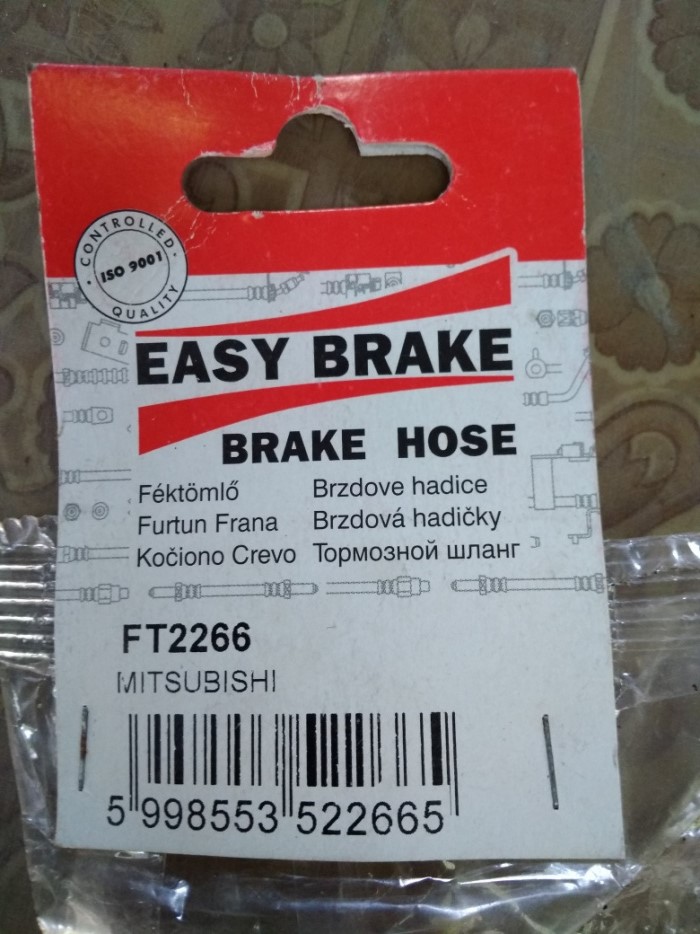 CONTROLLED
ISO 9001
QUALITY
EASY BRAKE
BRAKE HOSE
Féktömlő Brzdove hadice
Furtun Frana Brzdová hadičky
Kočiono Crevo Тормозной шланг
FT2266
MITSUBISHI
5 998553 522665